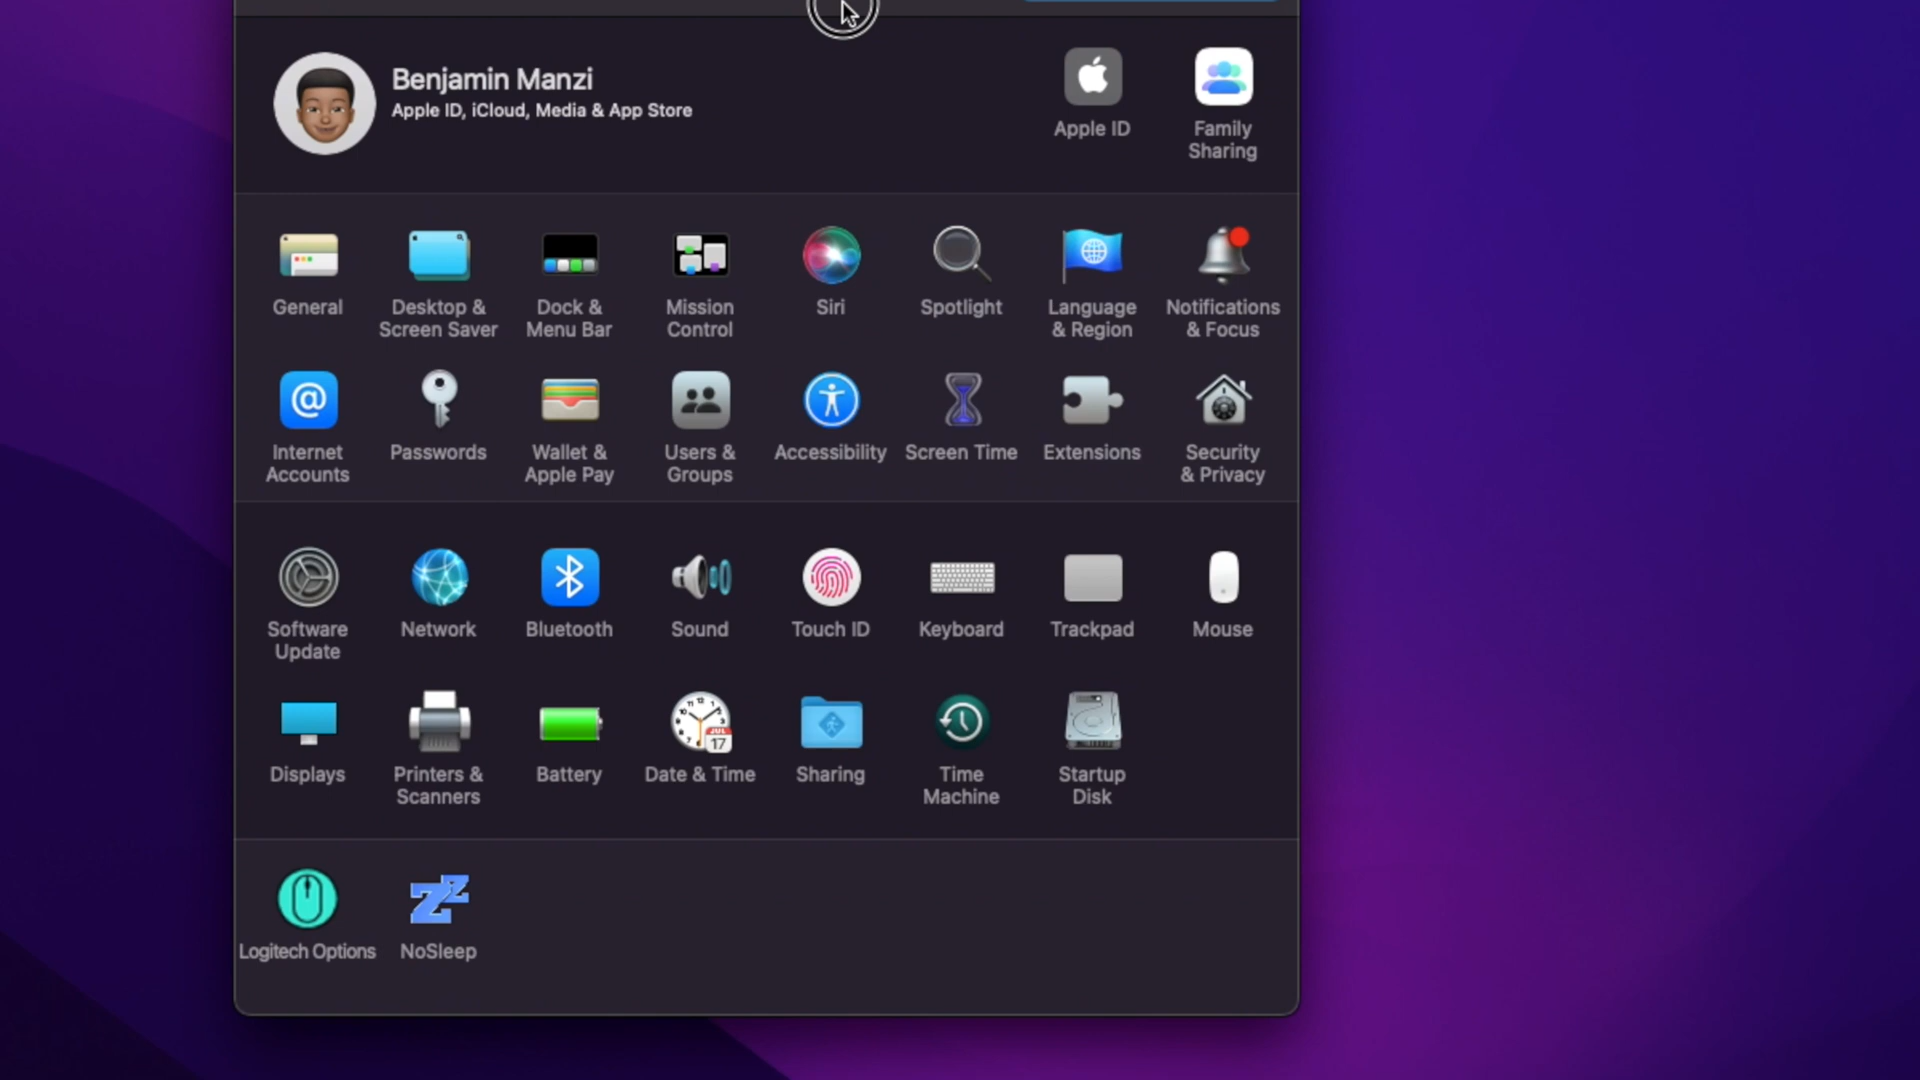 Benjamin Manzi
Apple ID, iCloud, Media & App Store
Apple ID
Family
Sharing
General
Desktop &
Screen Saver
Dock &
Menu Bar
Mission
Control
Siri
Spotlight
Language
& Region
Notifications
& Focus
Internet
Accounts
Passwords
Wallet &
Apple Pay
Users &
Groups
Accessibility
Screen Time
Extensions
Security
& Privacy
Software
Update
Network
Bluetooth
Sound
Touch ID
Keyboard
Trackpad
Mouse
Displays
Printers &
Scanners
Battery
JUL
17
Date & Time
Sharing
Time
Machine
Startup
Disk
Logitech Options
NoSleep